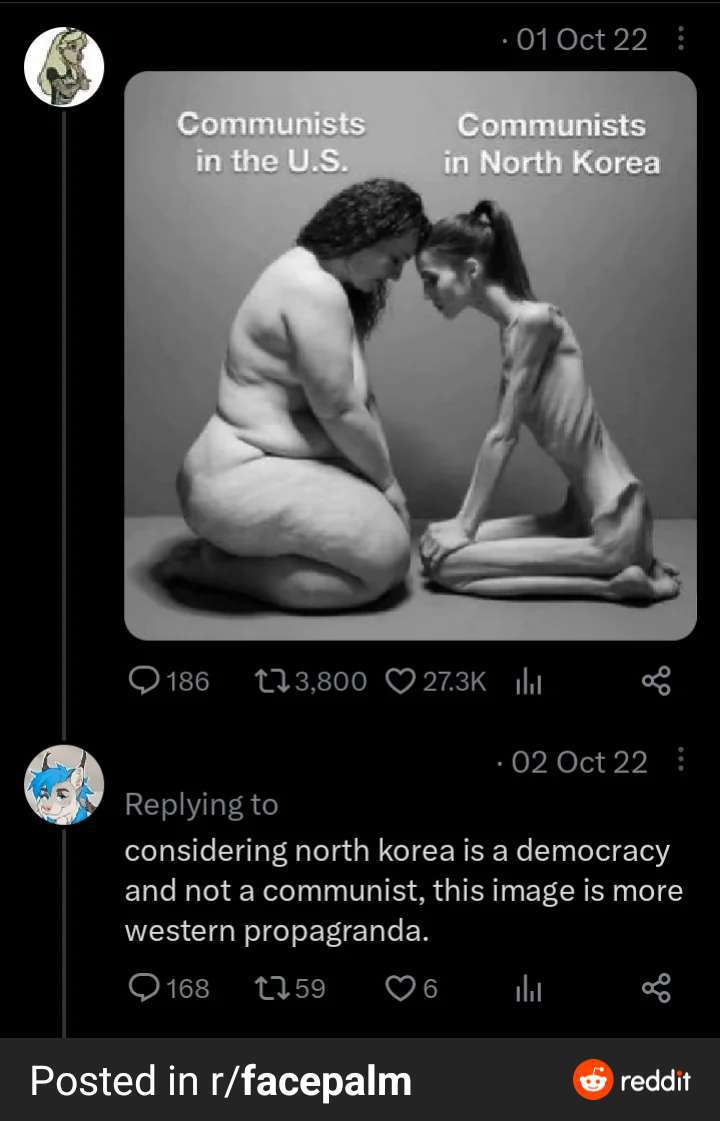 · 01 Oct 22
Communists in the U.S.
Communists in North Korea
186 3,800 27.3K
· 02 Oct 22
Replying to
considering north korea is a democracy
and not a communist, this image is more
western propagranda.
168 59 6
Posted in r/facepalm reddit